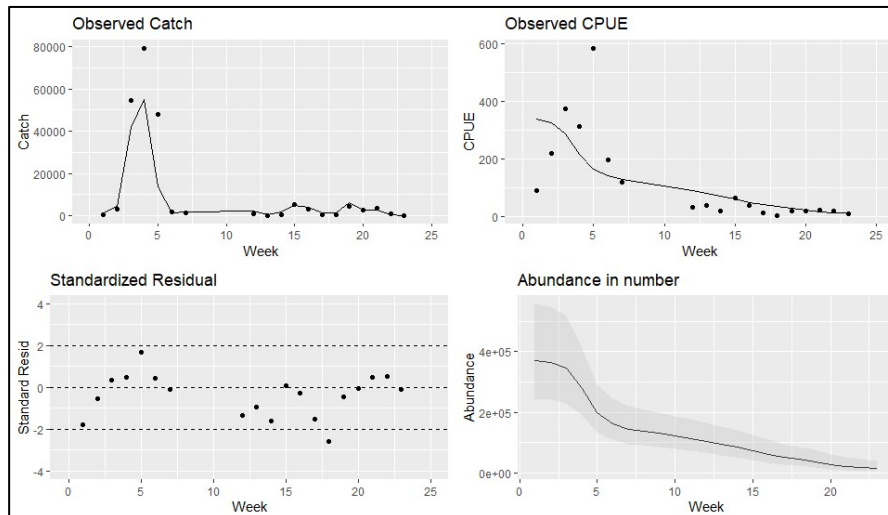 Observed Catch
80000
60000
40000
20000
0
Catch
0
5
10
15
20
25
Week
Observed CPUE
600
400
200
0
CPUE
0
5
10
15
20
25
Week
Standardized Residual
4
2
0
-2
-4
Standard Resid
0
5
10
15
20
25
Week
Abundance in number
4e+05
2e+05
0e+00
Abundance
0
5
10
15
20
Week